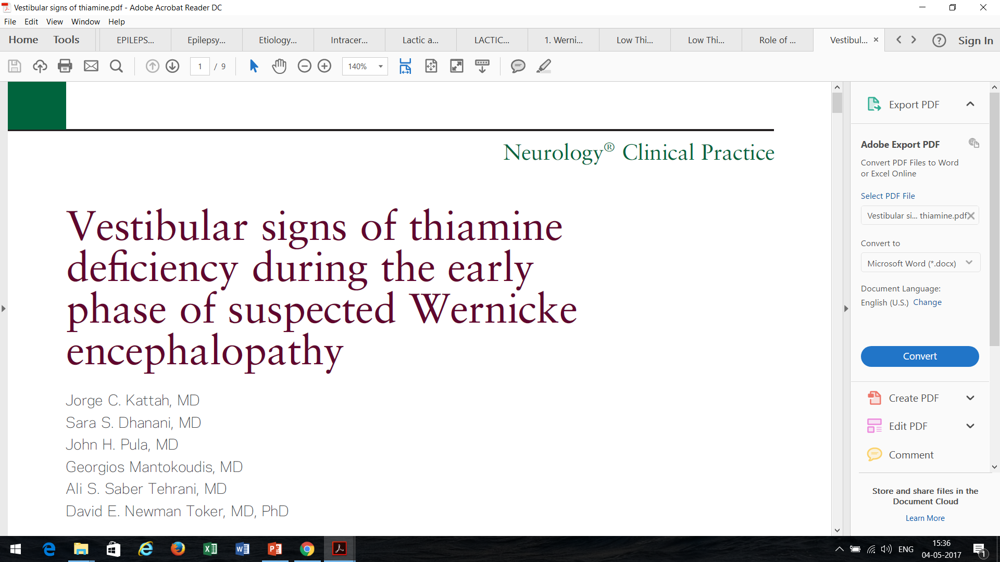 Vestibular signs of thiamine.pdf - Adobe Acrobat Reader DC
File Edit View Window Help
Home Tools EPILEPS... Epilepsy... Etiology... Intracer... Lactic a... LACTIC... 1. Werni... Low Thi... Low Thi... Role of ... Vestibul... × ? Sign In
1 / 9 140%
Neurology® Clinical Practice
Vestibular signs of thiamine
deficiency during the early
phase of suspected Wernicke
encephalopathy
Jorge C. Kattah, MD
Sara S. Dhanani, MD
John H. Pula, MD
Georgios Mantokoudis, MD
Ali S. Saber Tehrani, MD
David E. Newman Toker, MD, PhD
Export PDF
Adobe Export PDF
Convert PDF Files to Word
or Excel Online
Select PDF File
Vestibular si... thiamine.pdf
Convert to
Microsoft Word (*.docx)
Document Language:
English (U.S.) Change
Convert
Create PDF
Edit PDF
Comment
Store and share files in the
Document Cloud
Learn More
ENG
15:36
04-05-2017
1